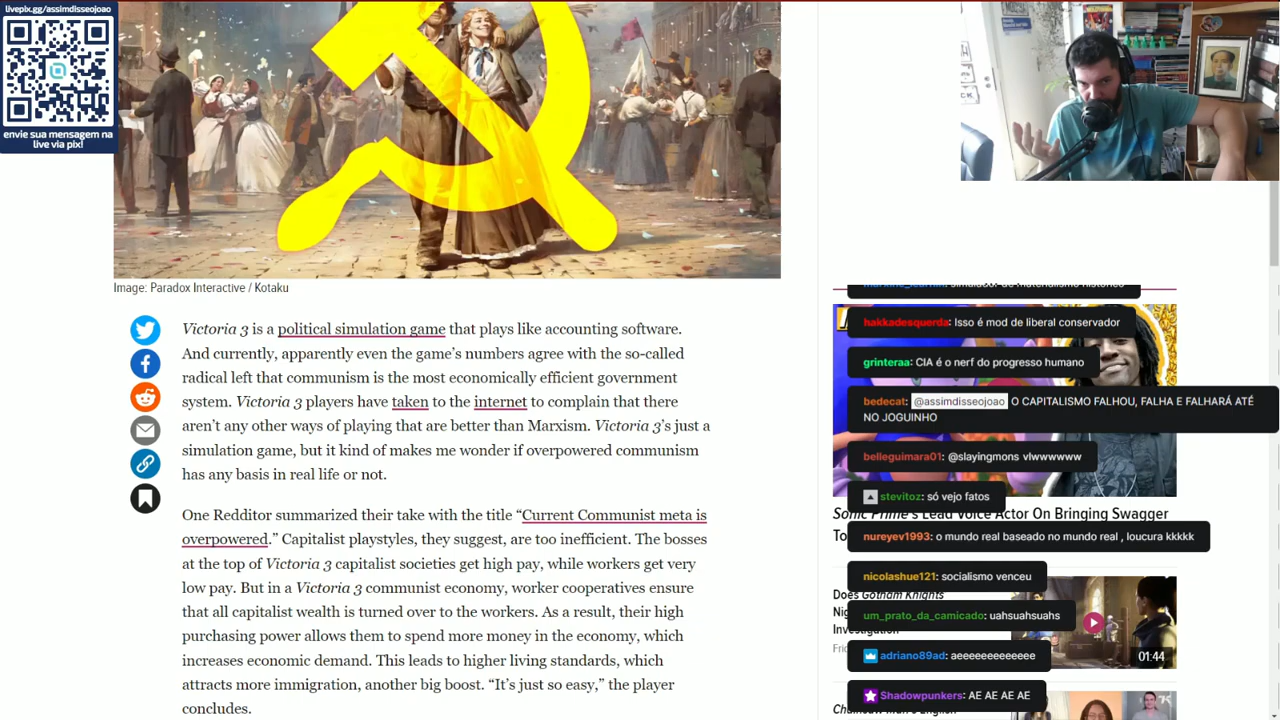 livepix.gg/assimdisseojoao
envie sua mensagem na
live via pix!
Image: Paradox Interactive / Kotaku
Victoria 3 is a political simulation game that plays like accounting software.
And currently, apparently even the game's numbers agree with the so-called
radical left that communism is the most economically efficient government
system. Victoria 3 players have taken to the internet to complain that there
aren't any other ways of playing that are better than Marxism. Victoria 3's just a
simulation game, but it kind of makes me wonder if overpowered communism
has any basis in real life or not.
One Redditor summarized their take with the title “Current Communist meta is
overpowered.” Capitalist playstyles, they suggest, are too inefficient. The bosses
at the top of Victoria 3 capitalist societies get high pay, while workers get very
low pay. But in a Victoria 3 communist economy, worker cooperatives ensure
that all capitalist wealth is turned over to the workers. As a result, their high
purchasing power allows them to spend more money in the economy, which
increases economic demand. This leads to higher living standards, which
attracts more immigration, another big boost. “It's just so easy,” the player
concludes.
simulador de materialismo histórico
hakkadesquerda: Isso é mod de liberal conservador
grinteraa: CIA é o nerf do progresso humano
bedecat: @assimdisseojoao O CAPITALISMO FALHOU, FALHA E FALHARÁ ATÉ
NO JOGUINHO
belleguimara01: @slayingmons vlwwwwww
stevitoz: só vejo fatos
Sonic Prime's Lead Voice Actor On Bringing Swagger
To
nureyev1993: o mundo real baseado no mundo real , loucura kkkkk
nicolashue121: socialismo venceu
Does Gotham Knights
um_prato_da_camicado: uahsuahsuahs
Investigation
adriano89ad: aeeeeeeeeeeeee
01:44
Shadowpunkers: AE AE AE AE